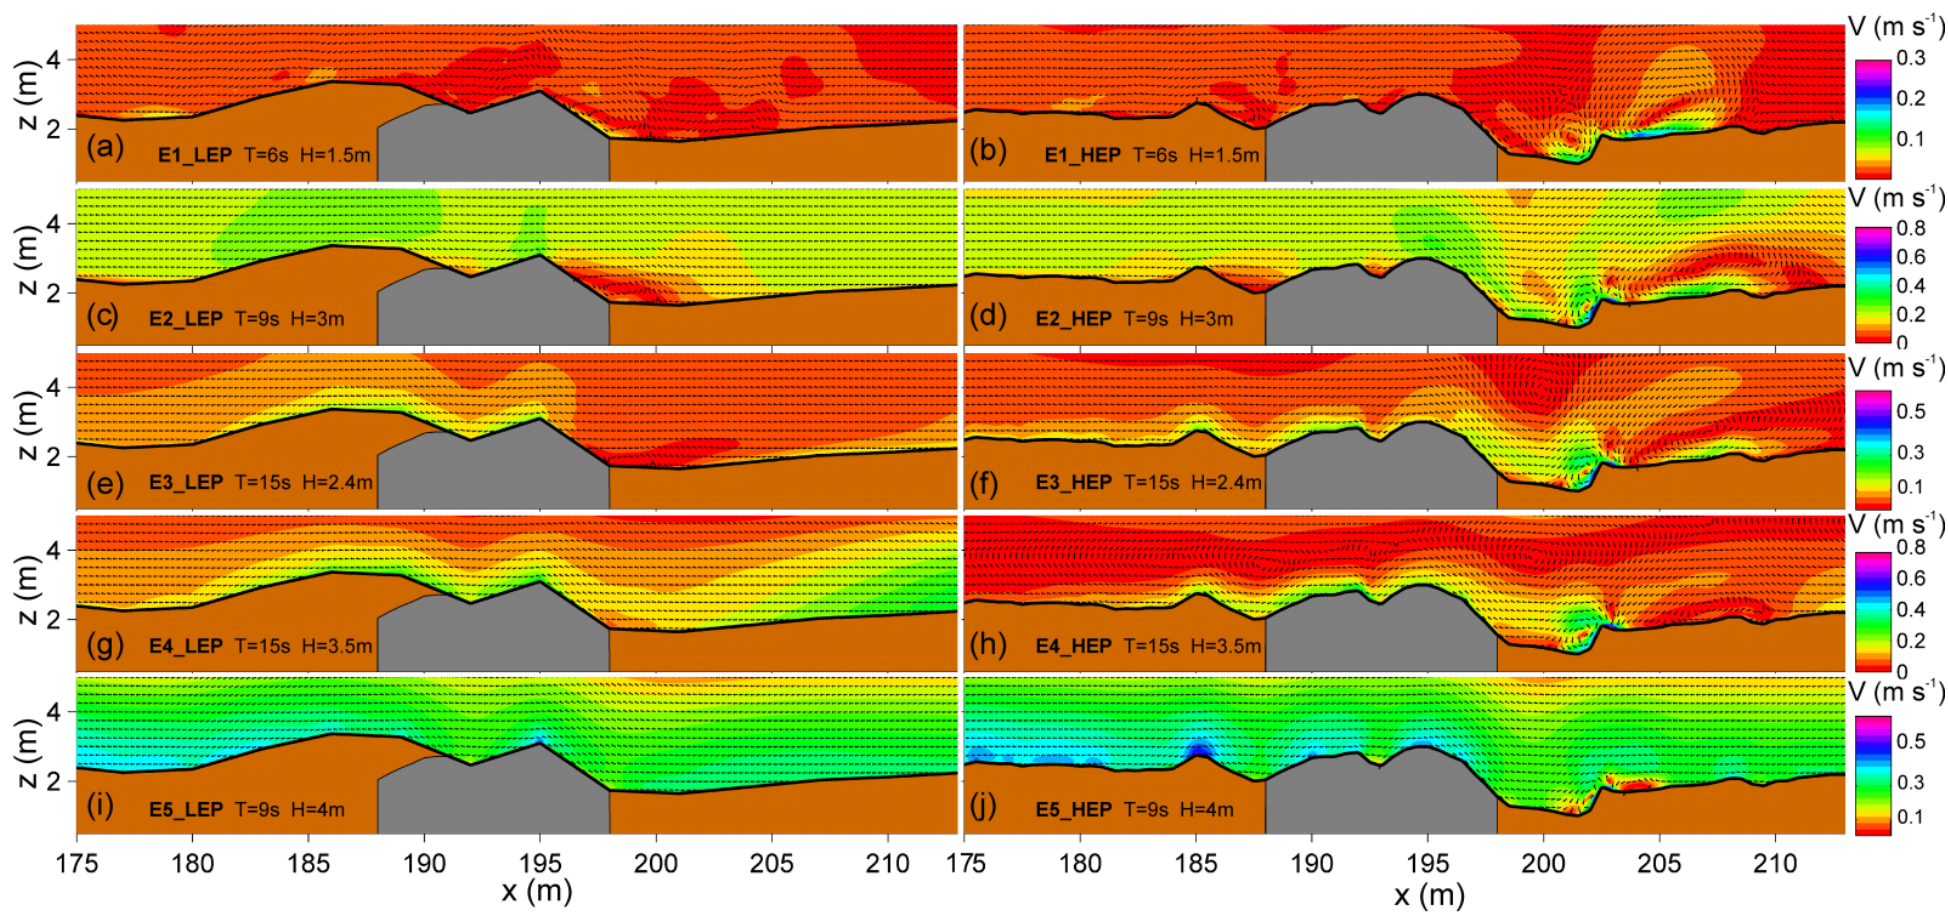 V (m s⁻¹)
z (m)
4
2
(a)
E1_LEP T=6s H=1.5m
(b)
E1_HEP T=6s H=1.5m
0.3
0.2
0.1
V (m s⁻¹)
z (m)
4
2
(c)
E2_LEP T=9s H=3m
(d)
E2_HEP T=9s H=3m
0.8
0.6
0.4
0.2
0
V (m s⁻¹)
z (m)
4
2
(e)
E3_LEP T=15s H=2.4m
(f)
E3_HEP T=15s H=2.4m
0.5
0.3
0.1
V (m s⁻¹)
z (m)
4
2
(g)
E4_LEP T=15s H=3.5m
(h)
E4_HEP T=15s H=3.5m
0.8
0.6
0.4
0.2
0
V (m s⁻¹)
z (m)
4
2
(i)
E5_LEP T=9s H=4m
(j)
E5_HEP T=9s H=4m
0.5
0.3
0.1
175 180 185 190 195 200 205 210 175 180 185 190 195 200 205 210
x (m) x (m)